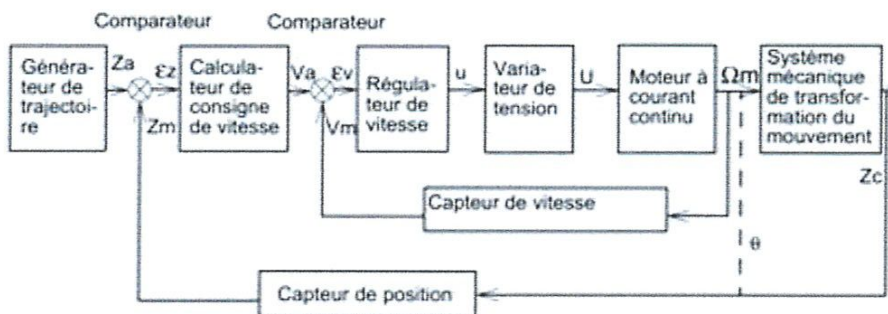 Comparateur
Comparateur
Généra-
teur de
trajectoi-
re
Za
εz
Zm
Calcula-
teur de
consigne
de vitesse
Va
εv
Vm
Régula-
teur de
vitesse
u
Varia-
teur de
tension
U
Moteur à
courant
continu
Ωm
Système
mécanique
de transfor-
mation du
mouvement
Zc
Capteur de vitesse
θ
Capteur de position